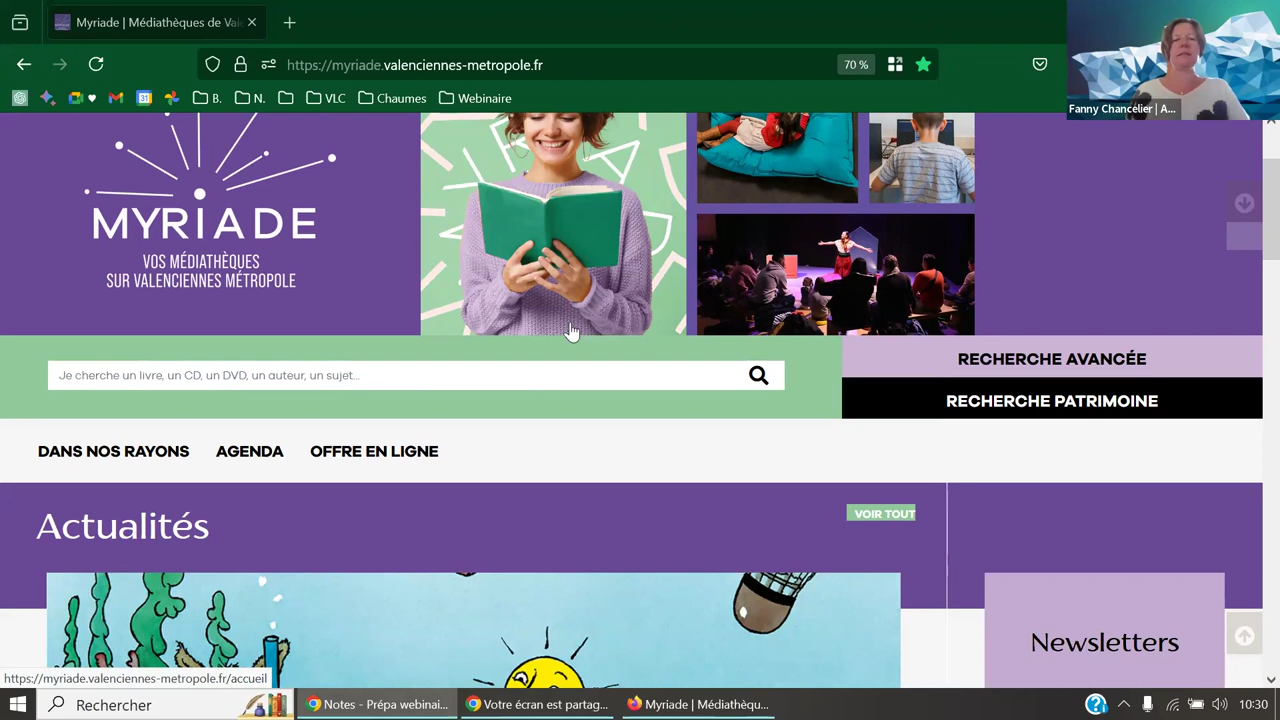 Myriade | Médiathèques de Val
https://myriade.valenciennes-metropole.fr
70 %
B.
N.
VLC
Chaumes
Webinaire
31
Fanny Chancelier | A...
MYRIADE
VOS MÉDIATHÈQUES
SUR VALENCIENNES MÉTROPOLE
Je cherche un livre, un CD, un DVD, un auteur, un sujet...
RECHERCHE AVANCÉE
RECHERCHE PATRIMOINE
DANS NOS RAYONS
AGENDA
OFFRE EN LIGNE
Actualités
VOIR TOUT
Newsletters
https://myriade.valenciennes-metropole.fr/accueil
Rechercher
Notes - Prépa webinai...
Votre écran est partag...
Myriade | Médiathèqu...
10:30